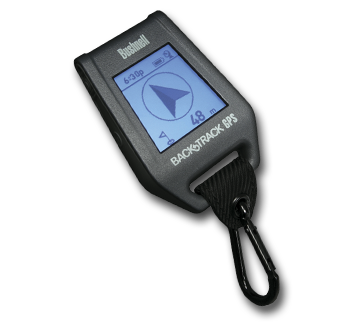 Bushnell
6:30p
48 m
BACKTRACK GPS